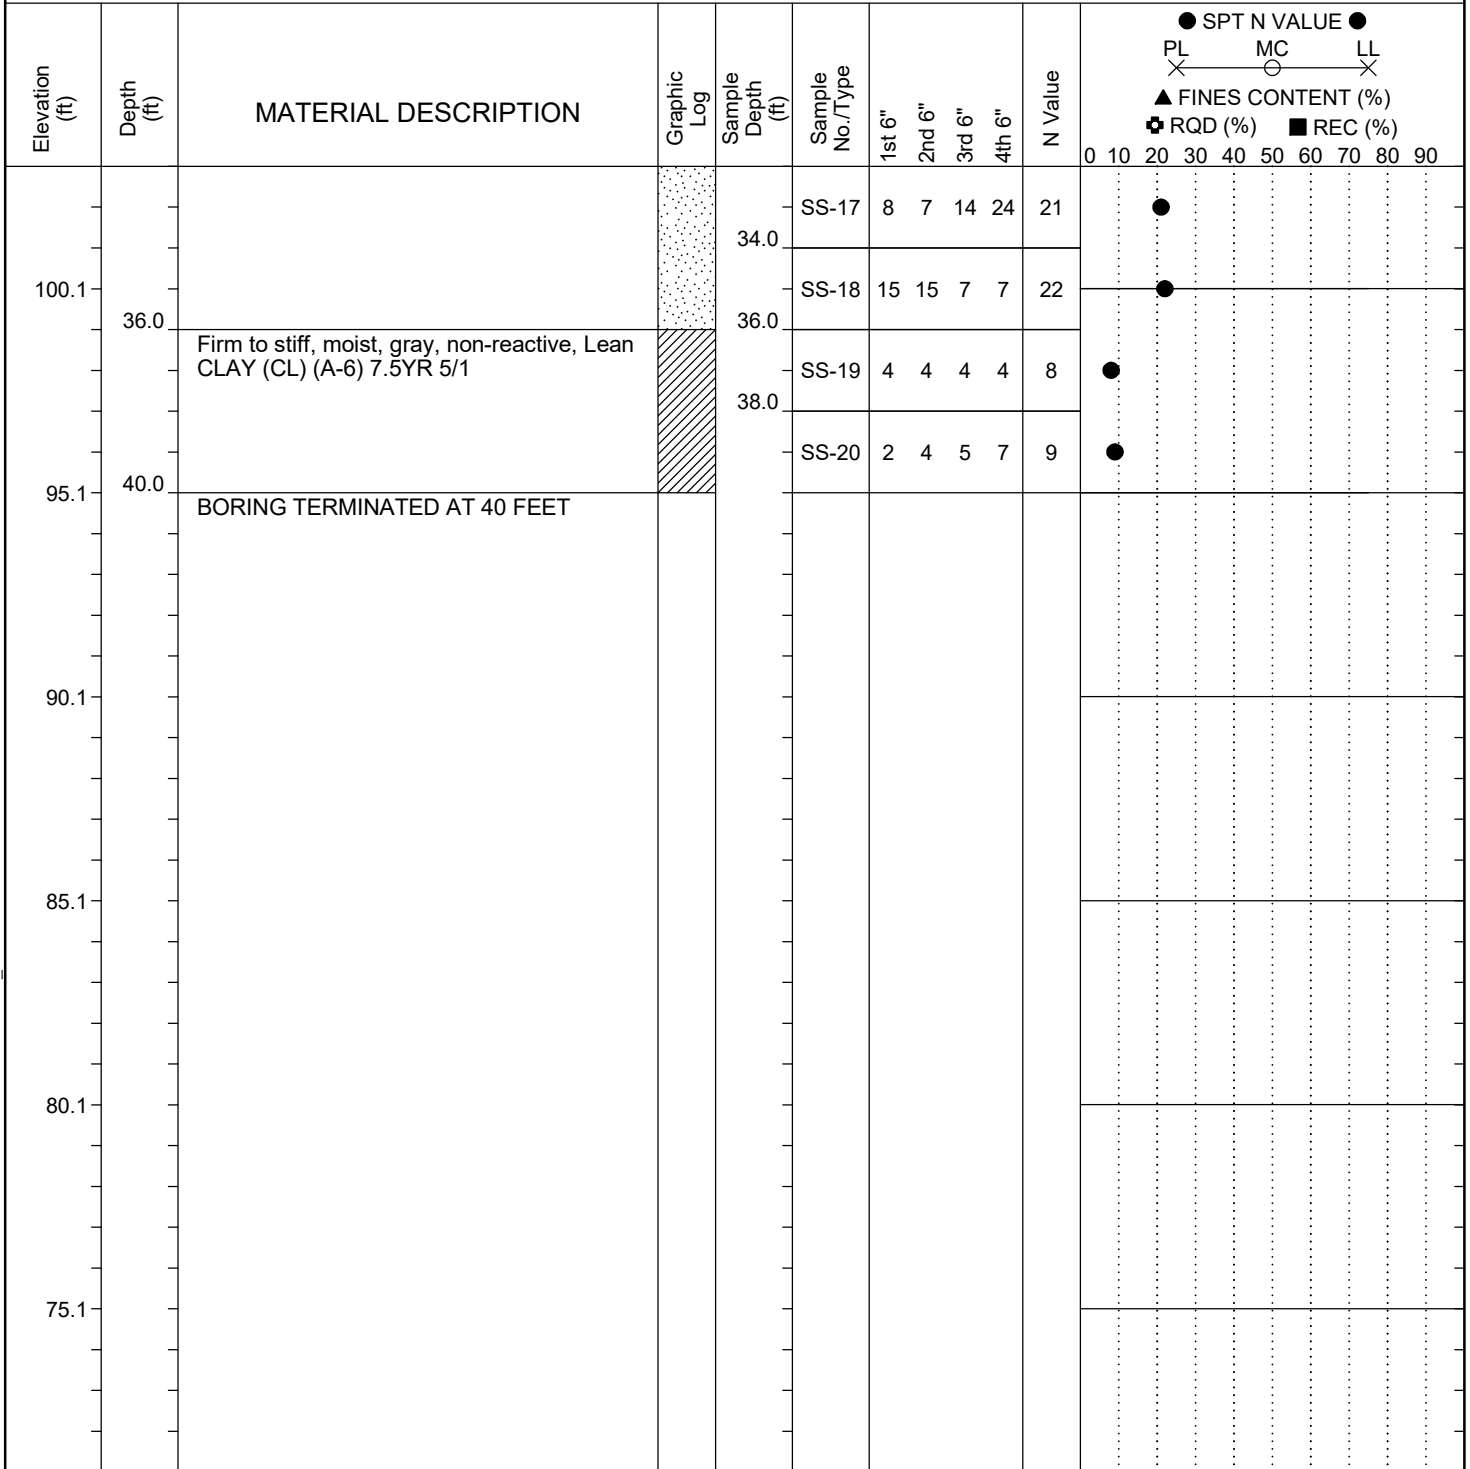 ● SPT N VALUE ●
PL MC LL
▲ FINES CONTENT (%)
RQD (%) ■ REC (%)
Elevation (ft) Depth (ft) MATERIAL DESCRIPTION Graphic Log Sample Depth (ft) Sample No./Type 1st 6" 2nd 6" 3rd 6" 4th 6" N Value
0 10 20 30 40 50 60 70 80 90
SS-17 8 7 14 24 21
34.0
100.1 SS-18 15 15 7 7 22
36.0 36.0
Firm to stiff, moist, gray, non-reactive, Lean
CLAY (CL) (A-6) 7.5YR 5/1 SS-19 4 4 4 4 8
38.0
SS-20 2 4 5 7 9
40.0
95.1
BORING TERMINATED AT 40 FEET
90.1
85.1
80.1
75.1